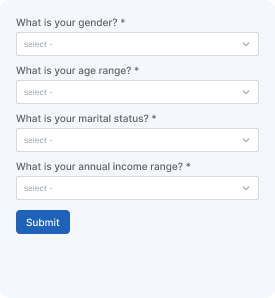 What is your gender? *
select -
What is your age range? *
select -
What is your marital status? *
select -
What is your annual income range? *
select -
Submit